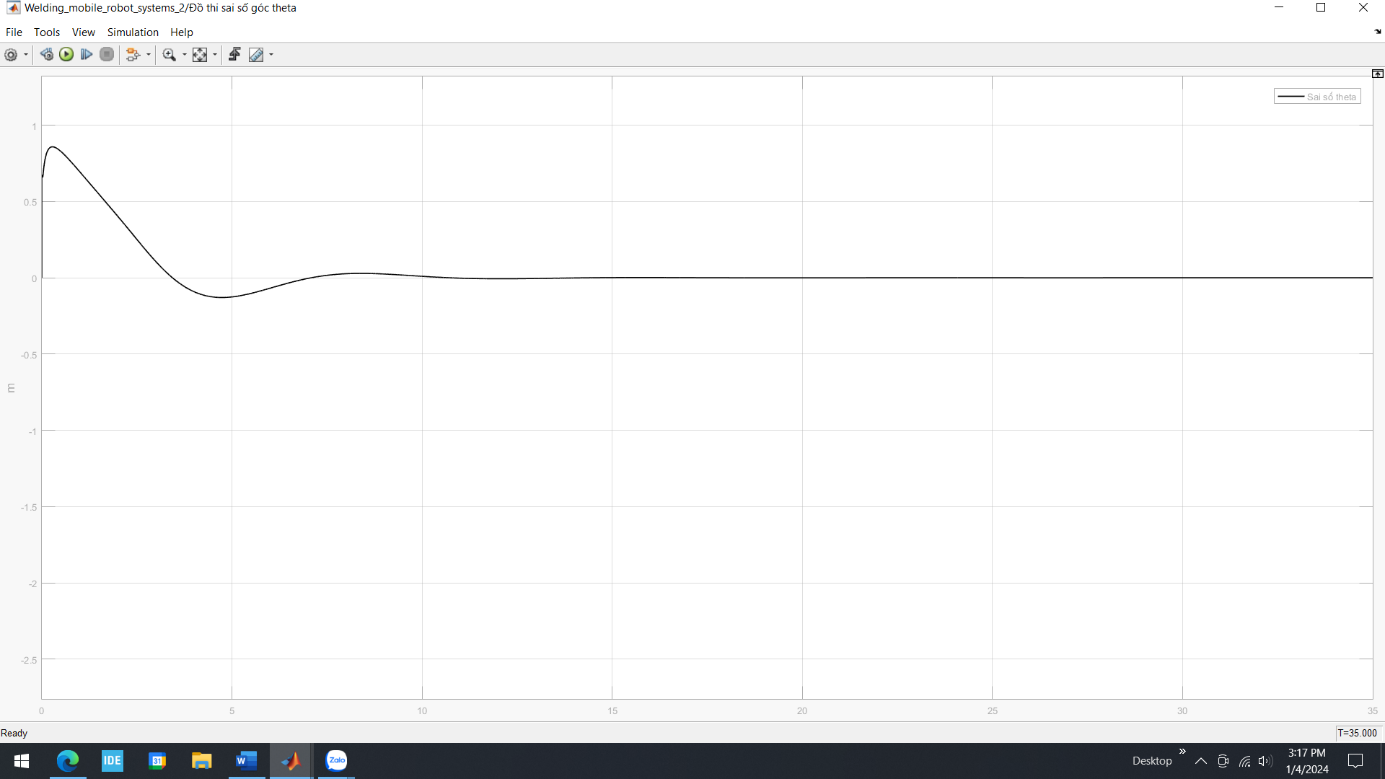 Welding_mobile_robot_systems_2/Đồ thi sai số góc theta
File Tools View Simulation Help
Sai số theta
1
0.5
0
-0.5
-1
-1.5
-2
-2.5
m
0 5 10 15 20 25 30 35
Ready
T=35.000
IDE
31
W
Zalo
Desktop
3:17 PM
1/4/2024